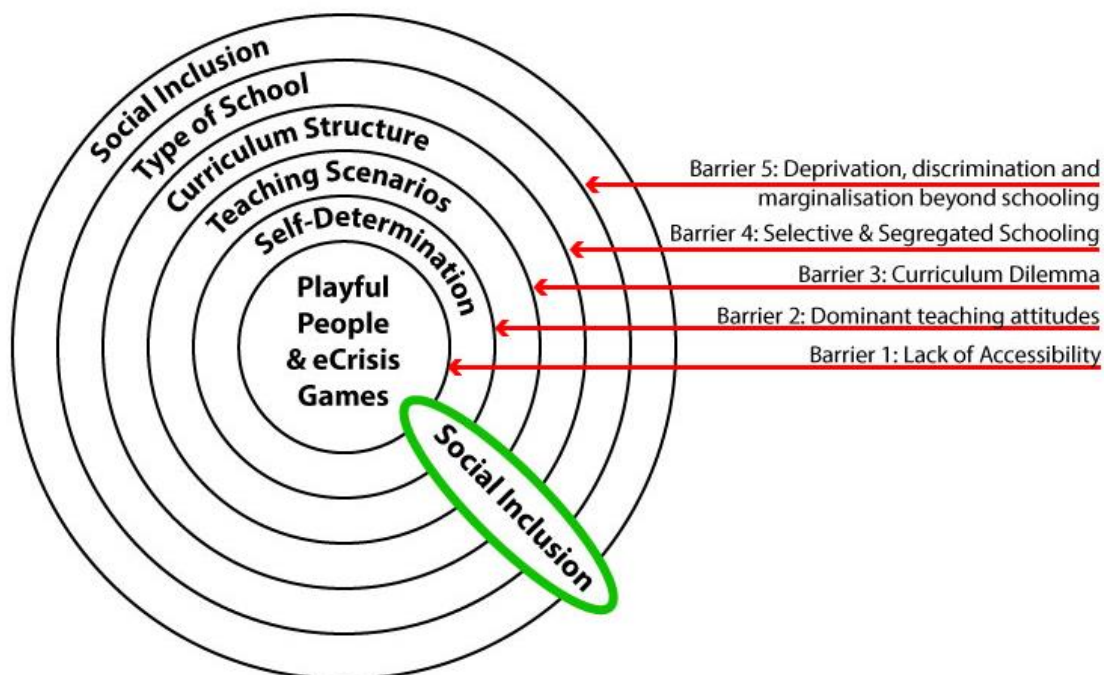 Social Inclusion
Type of School
Curriculum Structure
Teaching Scenarios
Self-Determination
Playful
People
& eCrisis
Games
Social Inclusion
Barrier 5: Deprivation, discrimination and
marginalisation beyond schooling
Barrier 4: Selective & Segregated Schooling
Barrier 3: Curriculum Dilemma
Barrier 2: Dominant teaching attitudes
Barrier 1: Lack of Accessibility